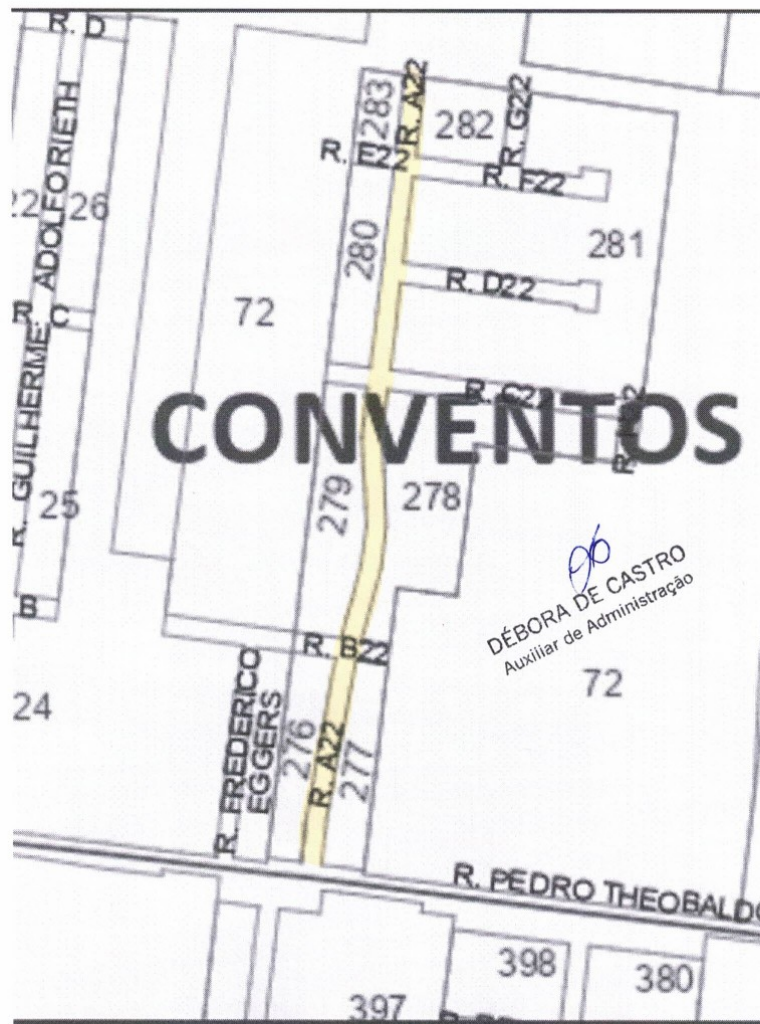 R. D
R. GUILHERME ADOLFO RIETH
22
26
283
R. A22
282
R. G22
R. E22
R. F22
280
281
72
R. D22
R. C
R. C22
CONVENTOS
25
279
278
DÉBORA DE CASTRO
Auxiliar de Administração
B
R. B22
72
24
R. FREDERICO
EGGERS
276
R. A22
277
R. PEDRO THEOBALDO
398
380
397